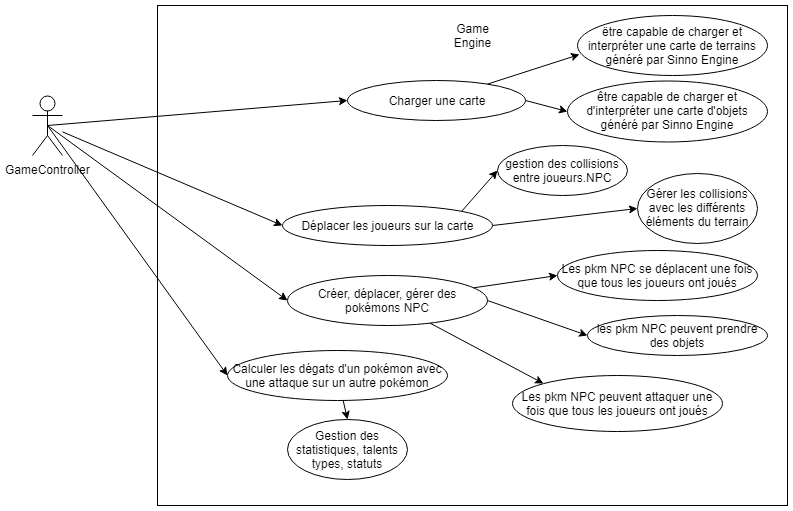 Game
Engine
ëtre capable de charger et
interpréter une carte de terrains
généré par Sinno Engine
Charger une carte
être capable de charger et
d'interpréter une carte d'objets
généré par Sinno Engine
GameController
gestion des collisions
entre joueurs.NPC
Déplacer les joueurs sur la carte
Gérer les collisions
avec les différents
éléments du terrain
Créer, déplacer, gérer des
pokémons NPC
Les pkm NPC se déplacent une fois
que tous les joueurs ont joués
les pkm NPC peuvent prendre
des objets
Les pkm NPC peuvent attaquer une
fois que tous les joueurs ont joués
Calculer les dégats d'un pokémon avec
une attaque sur un autre pokémon
Gestion des
statistiques, talents
types, statuts